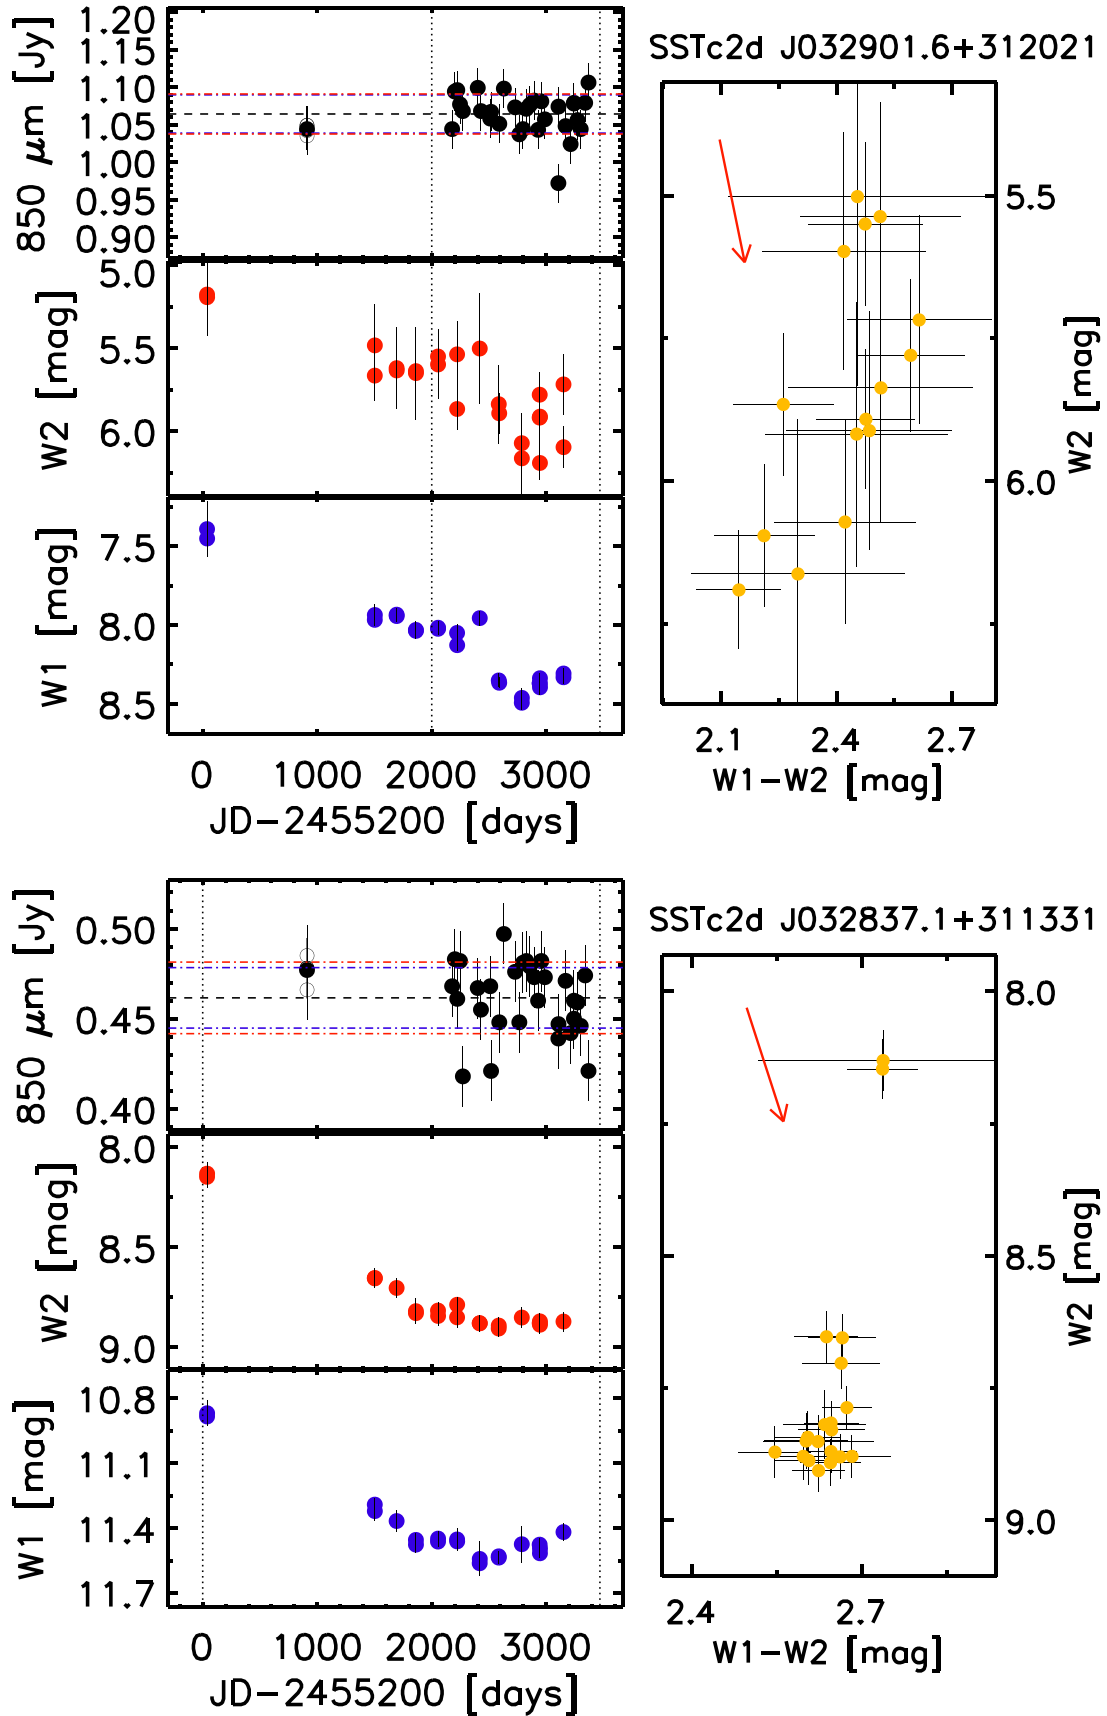 SSTc2d J032901.6+312021
850 μm [Jy]
1.20
1.15
1.10
1.05
1.00
0.95
0.90
W2 [mag]
5.0
5.5
6.0
W1 [mag]
7.5
8.0
8.5
0 1000 2000 3000
JD-2455200 [days]
5.5
6.0
W2 [mag]
2.1 2.4 2.7
W1-W2 [mag]
SSTc2d J032837.1+311331
850 μm [Jy]
0.50
0.45
0.40
W2 [mag]
8.0
8.5
9.0
W1 [mag]
10.8
11.1
11.4
11.7
0 1000 2000 3000
JD-2455200 [days]
8.0
8.5
9.0
W2 [mag]
2.4 2.7
W1-W2 [mag]